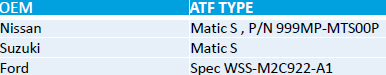 OEM ATF TYPE
Nissan Matic S , P/N 999MP-MTS00P
Suzuki Matic S
Ford Spec WSS-M2C922-A1